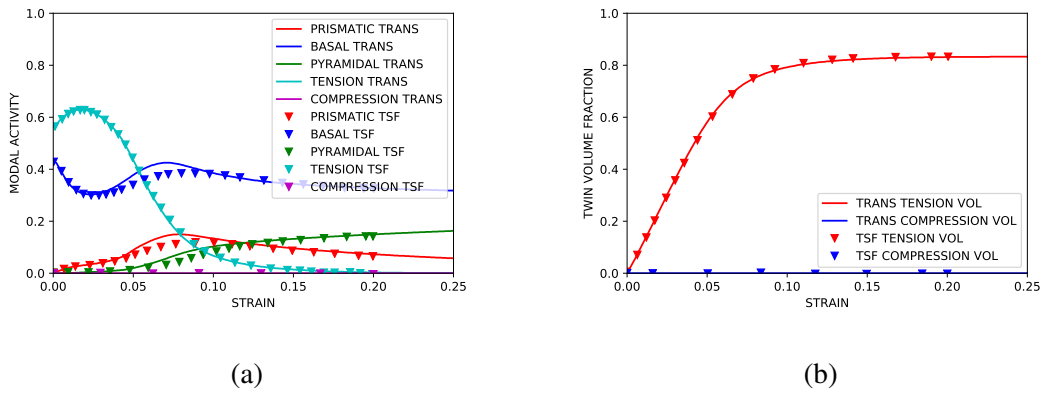 1.0
0.8
0.6
0.4
0.2
0.0
MODAL ACTIVITY
0.00 0.05 0.10 0.15 0.20 0.25
STRAIN
PRISMATIC TRANS
BASAL TRANS
PYRAMIDAL TRANS
TENSION TRANS
COMPRESSION TRANS
PRISMATIC TSF
BASAL TSF
PYRAMIDAL TSF
TENSION TSF
COMPRESSION TSF
(a)
1.0
0.8
0.6
0.4
0.2
0.0
TWIN VOLUME FRACTION
0.00 0.05 0.10 0.15 0.20 0.25
STRAIN
TRANS TENSION VOL
TRANS COMPRESSION VOL
TSF TENSION VOL
TSF COMPRESSION VOL
(b)